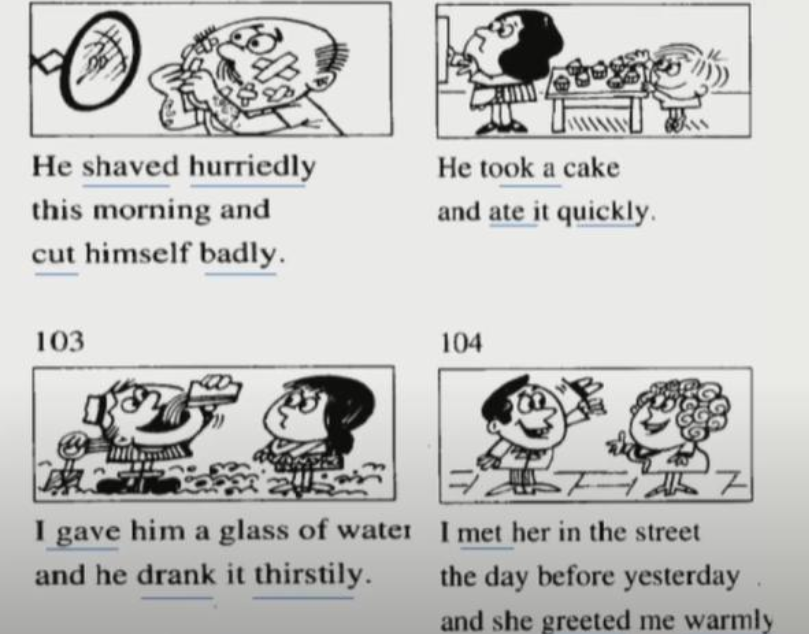 He shaved hurriedly
this morning and
cut himself badly.
He took a cake
and ate it quickly.
103
I gave him a glass of water
and he drank it thirstily.
104
I met her in the street
the day before yesterday
and she greeted me warmly